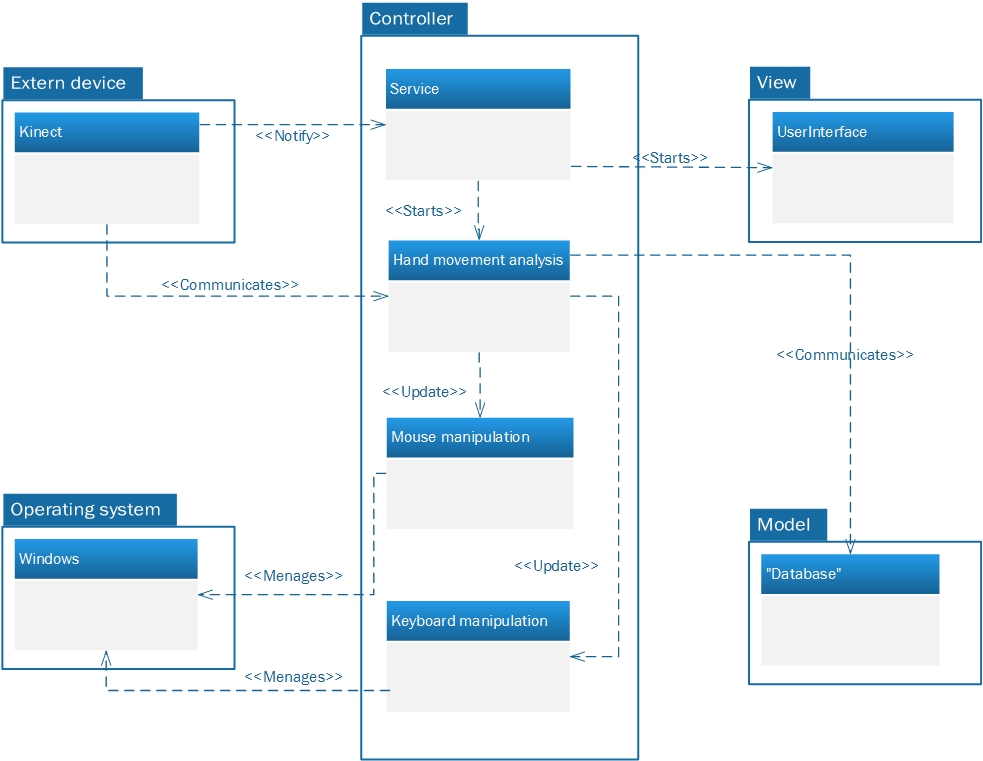 Controller
Extern device
View
Service
Kinect
UserInterface
<<Notify>>
<<Starts>>
<<Starts>>
Hand movement analysis
<<Communicates>>
<<Communicates>>
<<Update>>
Mouse manipulation
Operating system
Model
Windows
<<Update>>
"Database"
<<Menages>>
Keyboard manipulation
<<Menages>>